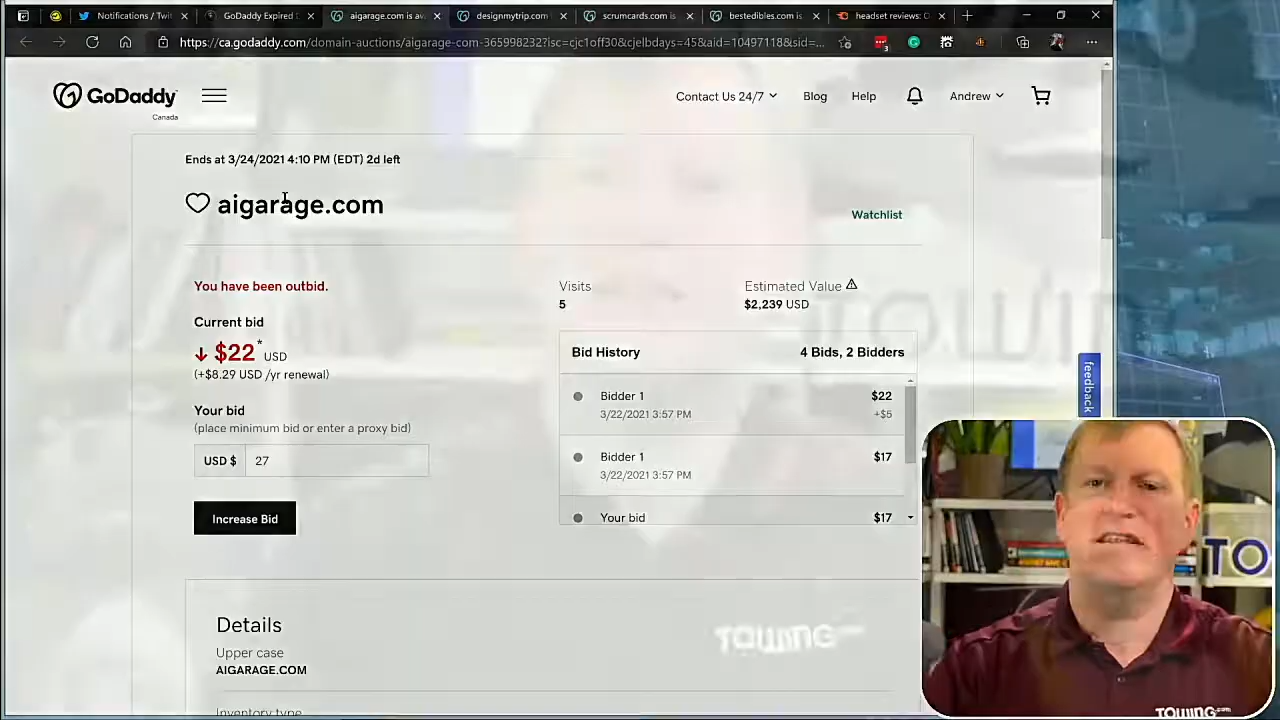 Notifications / Twit
GoDaddy Expired D
aigarage.com is av
designmytrip.com
scrumcards.com is
bestedibles.com is
headset reviews: O
https://ca.godaddy.com/domain-auctions/aigarage-com-365998232?isc=cjc1off30&cjelbdays=45&aid=10497118&sid=...
3
GoDaddy
Canada
Contact Us 24/7
Blog
Help
Andrew
Ends at 3/24/2021 4:10 PM (EDT) 2d left
aigarage.com
Watchlist
You have been outbid.
Visits
5
Estimated Value
$2,239 USD
Current bid
$22* USD
(+$8.29 USD /yr renewal)
Bid History
4 Bids, 2 Bidders
Bidder 1
$22
3/22/2021 3:57 PM
+$5
Bidder 1
$17
3/22/2021 3:57 PM
Your bid
$17
Your bid
(place minimum bid or enter a proxy bid)
USD $
27
Increase Bid
feedback
Details
Upper case
AIGARAGE.COM
Inventory type
TOWING.com
TO
TOWING.com